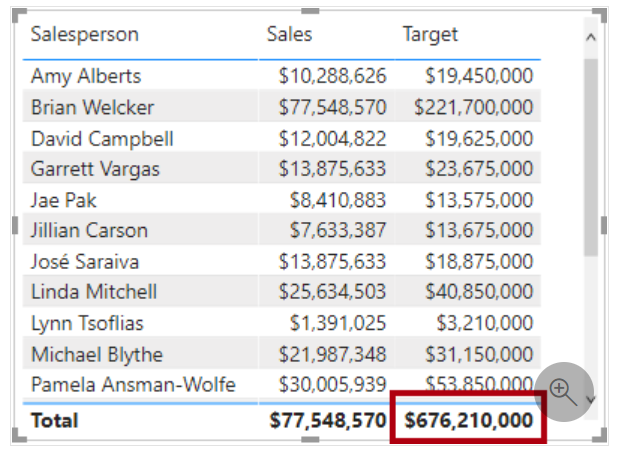 Salesperson Sales Target
Amy Alberts $10,288,626 $19,450,000
Brian Welcker $77,548,570 $221,700,000
David Campbell $12,004,822 $19,625,000
Garrett Vargas $13,875,633 $23,675,000
Jae Pak $8,410,883 $13,575,000
Jillian Carson $7,633,387 $13,675,000
José Saraiva $13,875,633 $18,875,000
Linda Mitchell $25,634,503 $40,850,000
Lynn Tsoflias $1,391,025 $3,210,000
Michael Blythe $21,987,348 $31,150,000
Pamela Ansman-Wolfe $30,005,939 $53,850,000
Total $77,548,570 $676,210,000